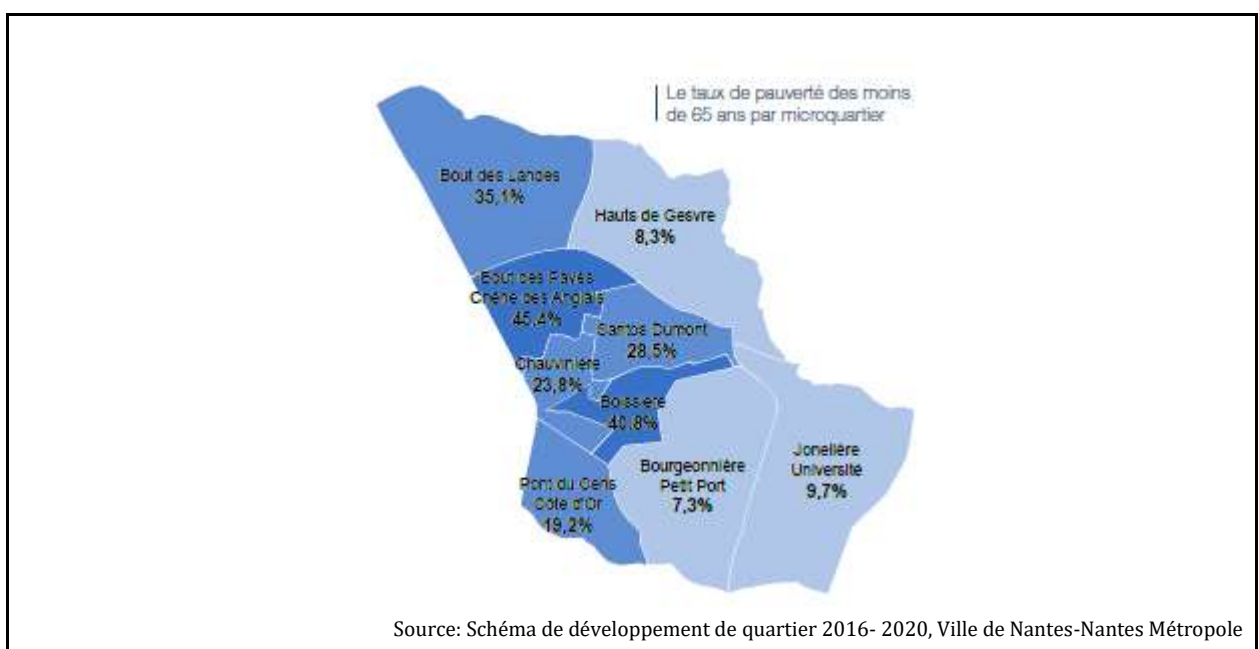 Le taux de pauvreté des moins
de 65 ans par microquartier
Bout des Landes
35,1%
Hauts de Gesvre
8,3%
Bout des Pavés
Chêne des Anglais
45,4%
Santos Dumont
28,5%
Chauvinière
23,8%
Boissière
40,8%
Bourgeonnière
Petit Port
7,3%
Jonelière
Université
9,7%
Pont du Cens
Côte d'Or
19,2%
Source: Schéma de développement de quartier 2016- 2020, Ville de Nantes-Nantes Métropole